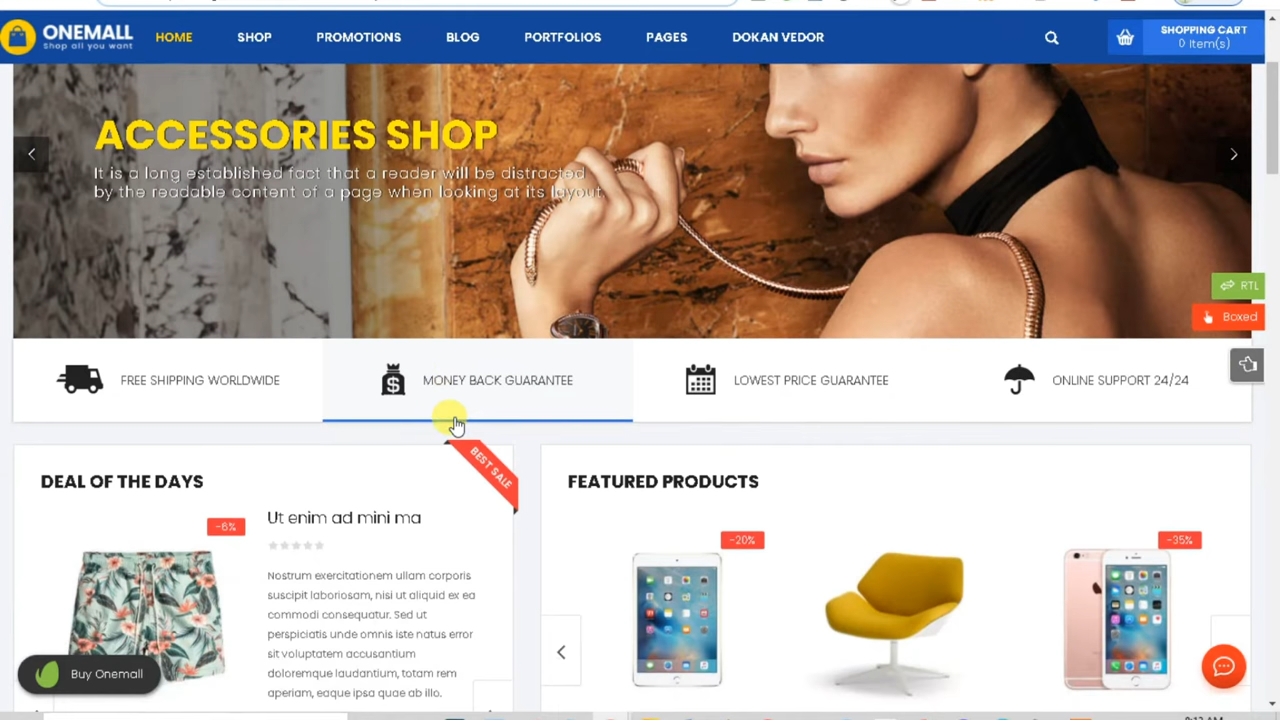 ONEMALL
Shop all you want
HOME
SHOP
PROMOTIONS
BLOG
PORTFOLIOS
PAGES
DOKAN VEDOR
SHOPPING CART
0 Item(s)
ACCESSORIES SHOP
It is a long established fact that a reader will be distracted
by the readable content of a page when looking at its layout
RTL
Boxed
FREE SHIPPING WORLDWIDE
MONEY BACK GUARANTEE
LOWEST PRICE GUARANTEE
ONLINE SUPPORT 24/24
DEAL OF THE DAYS
BEST SALE
-6%
Ut enim ad mini ma
Nostrum exercitationem ullam corporis
suscipit laboriosam, nisi ut aliquid ex ea
commodi consequatur. Sed ut
perspiciatis unde omnis iste natus error
sit voluptatem accusantium
doloremque laudantium, totam rem
aperiam, eaque ipsa quae ab illo.
FEATURED PRODUCTS
-20%
-35%
Buy Onemall